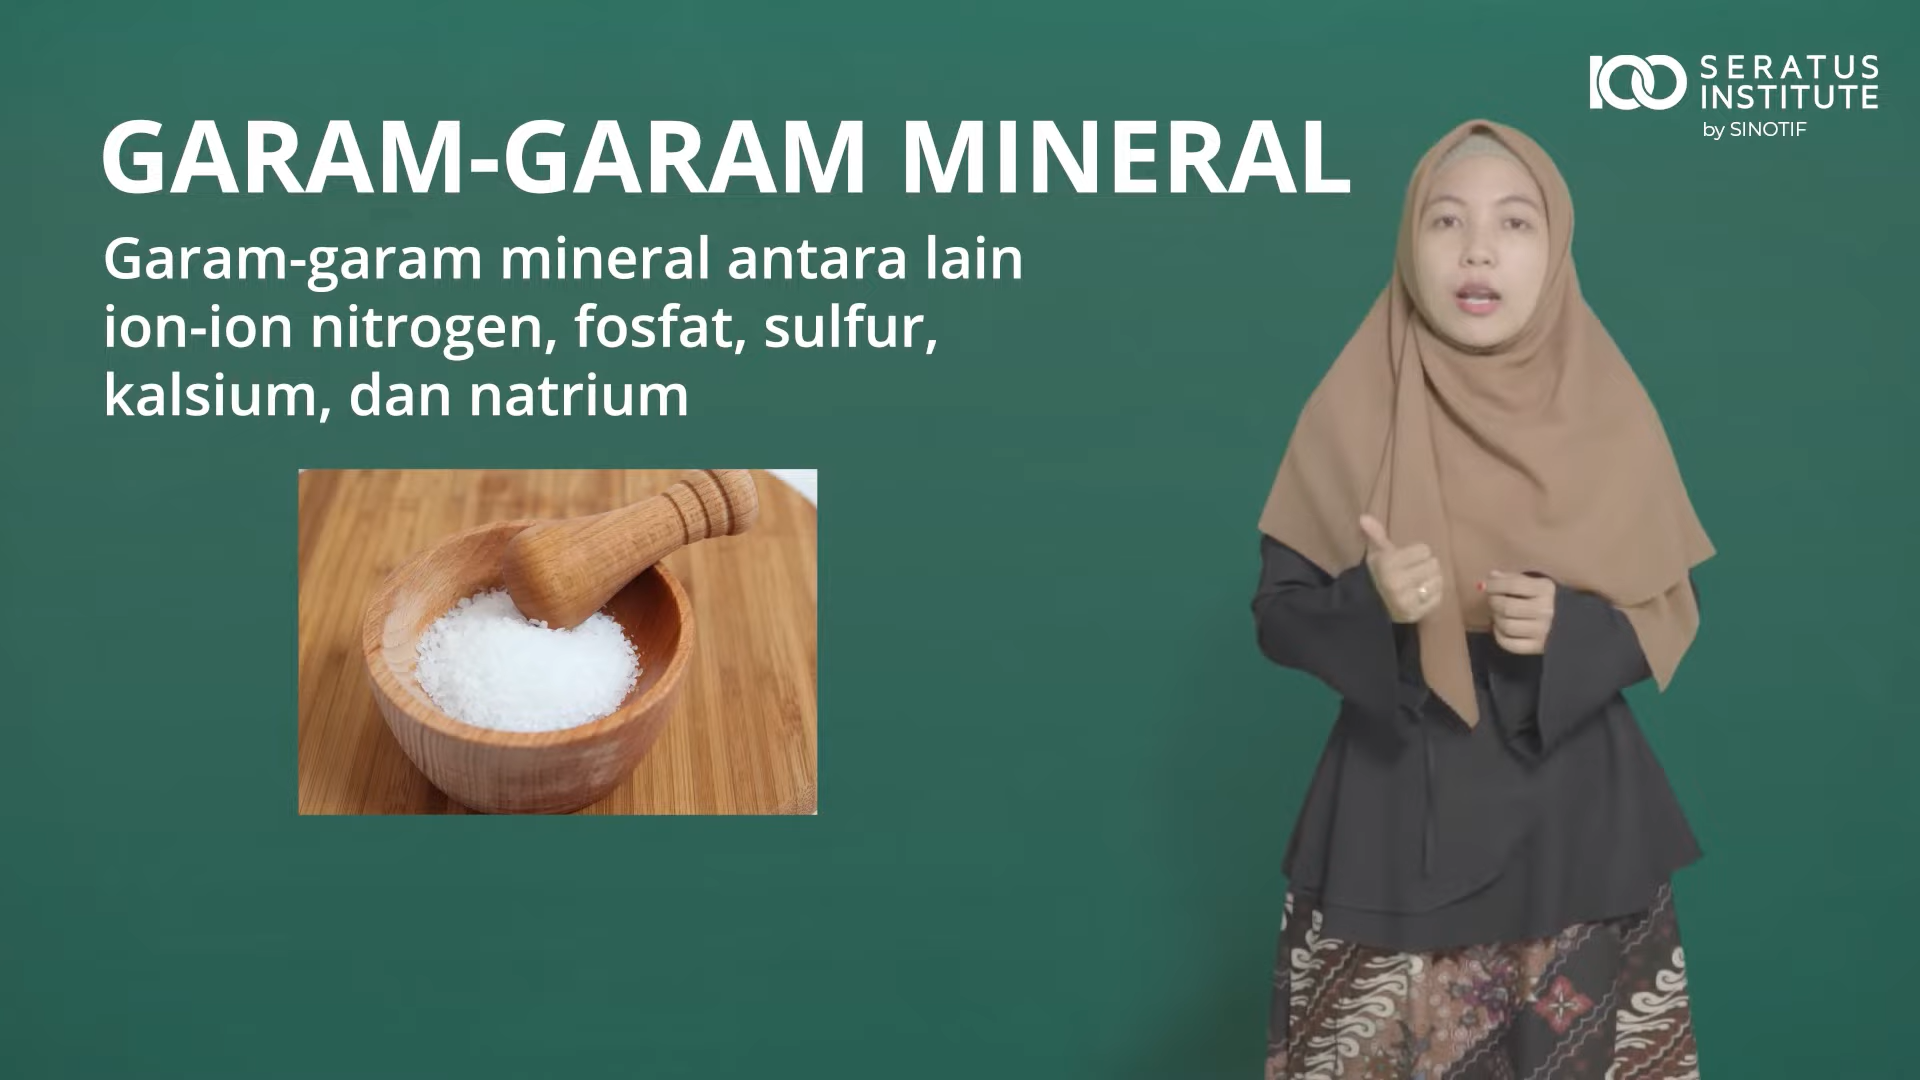 GARAM-GARAM MINERAL
Garam-garam mineral antara lain
ion-ion nitrogen, fosfat, sulfur,
kalsium, dan natrium
100 SERATUS
INSTITUTE
by SINOTIF